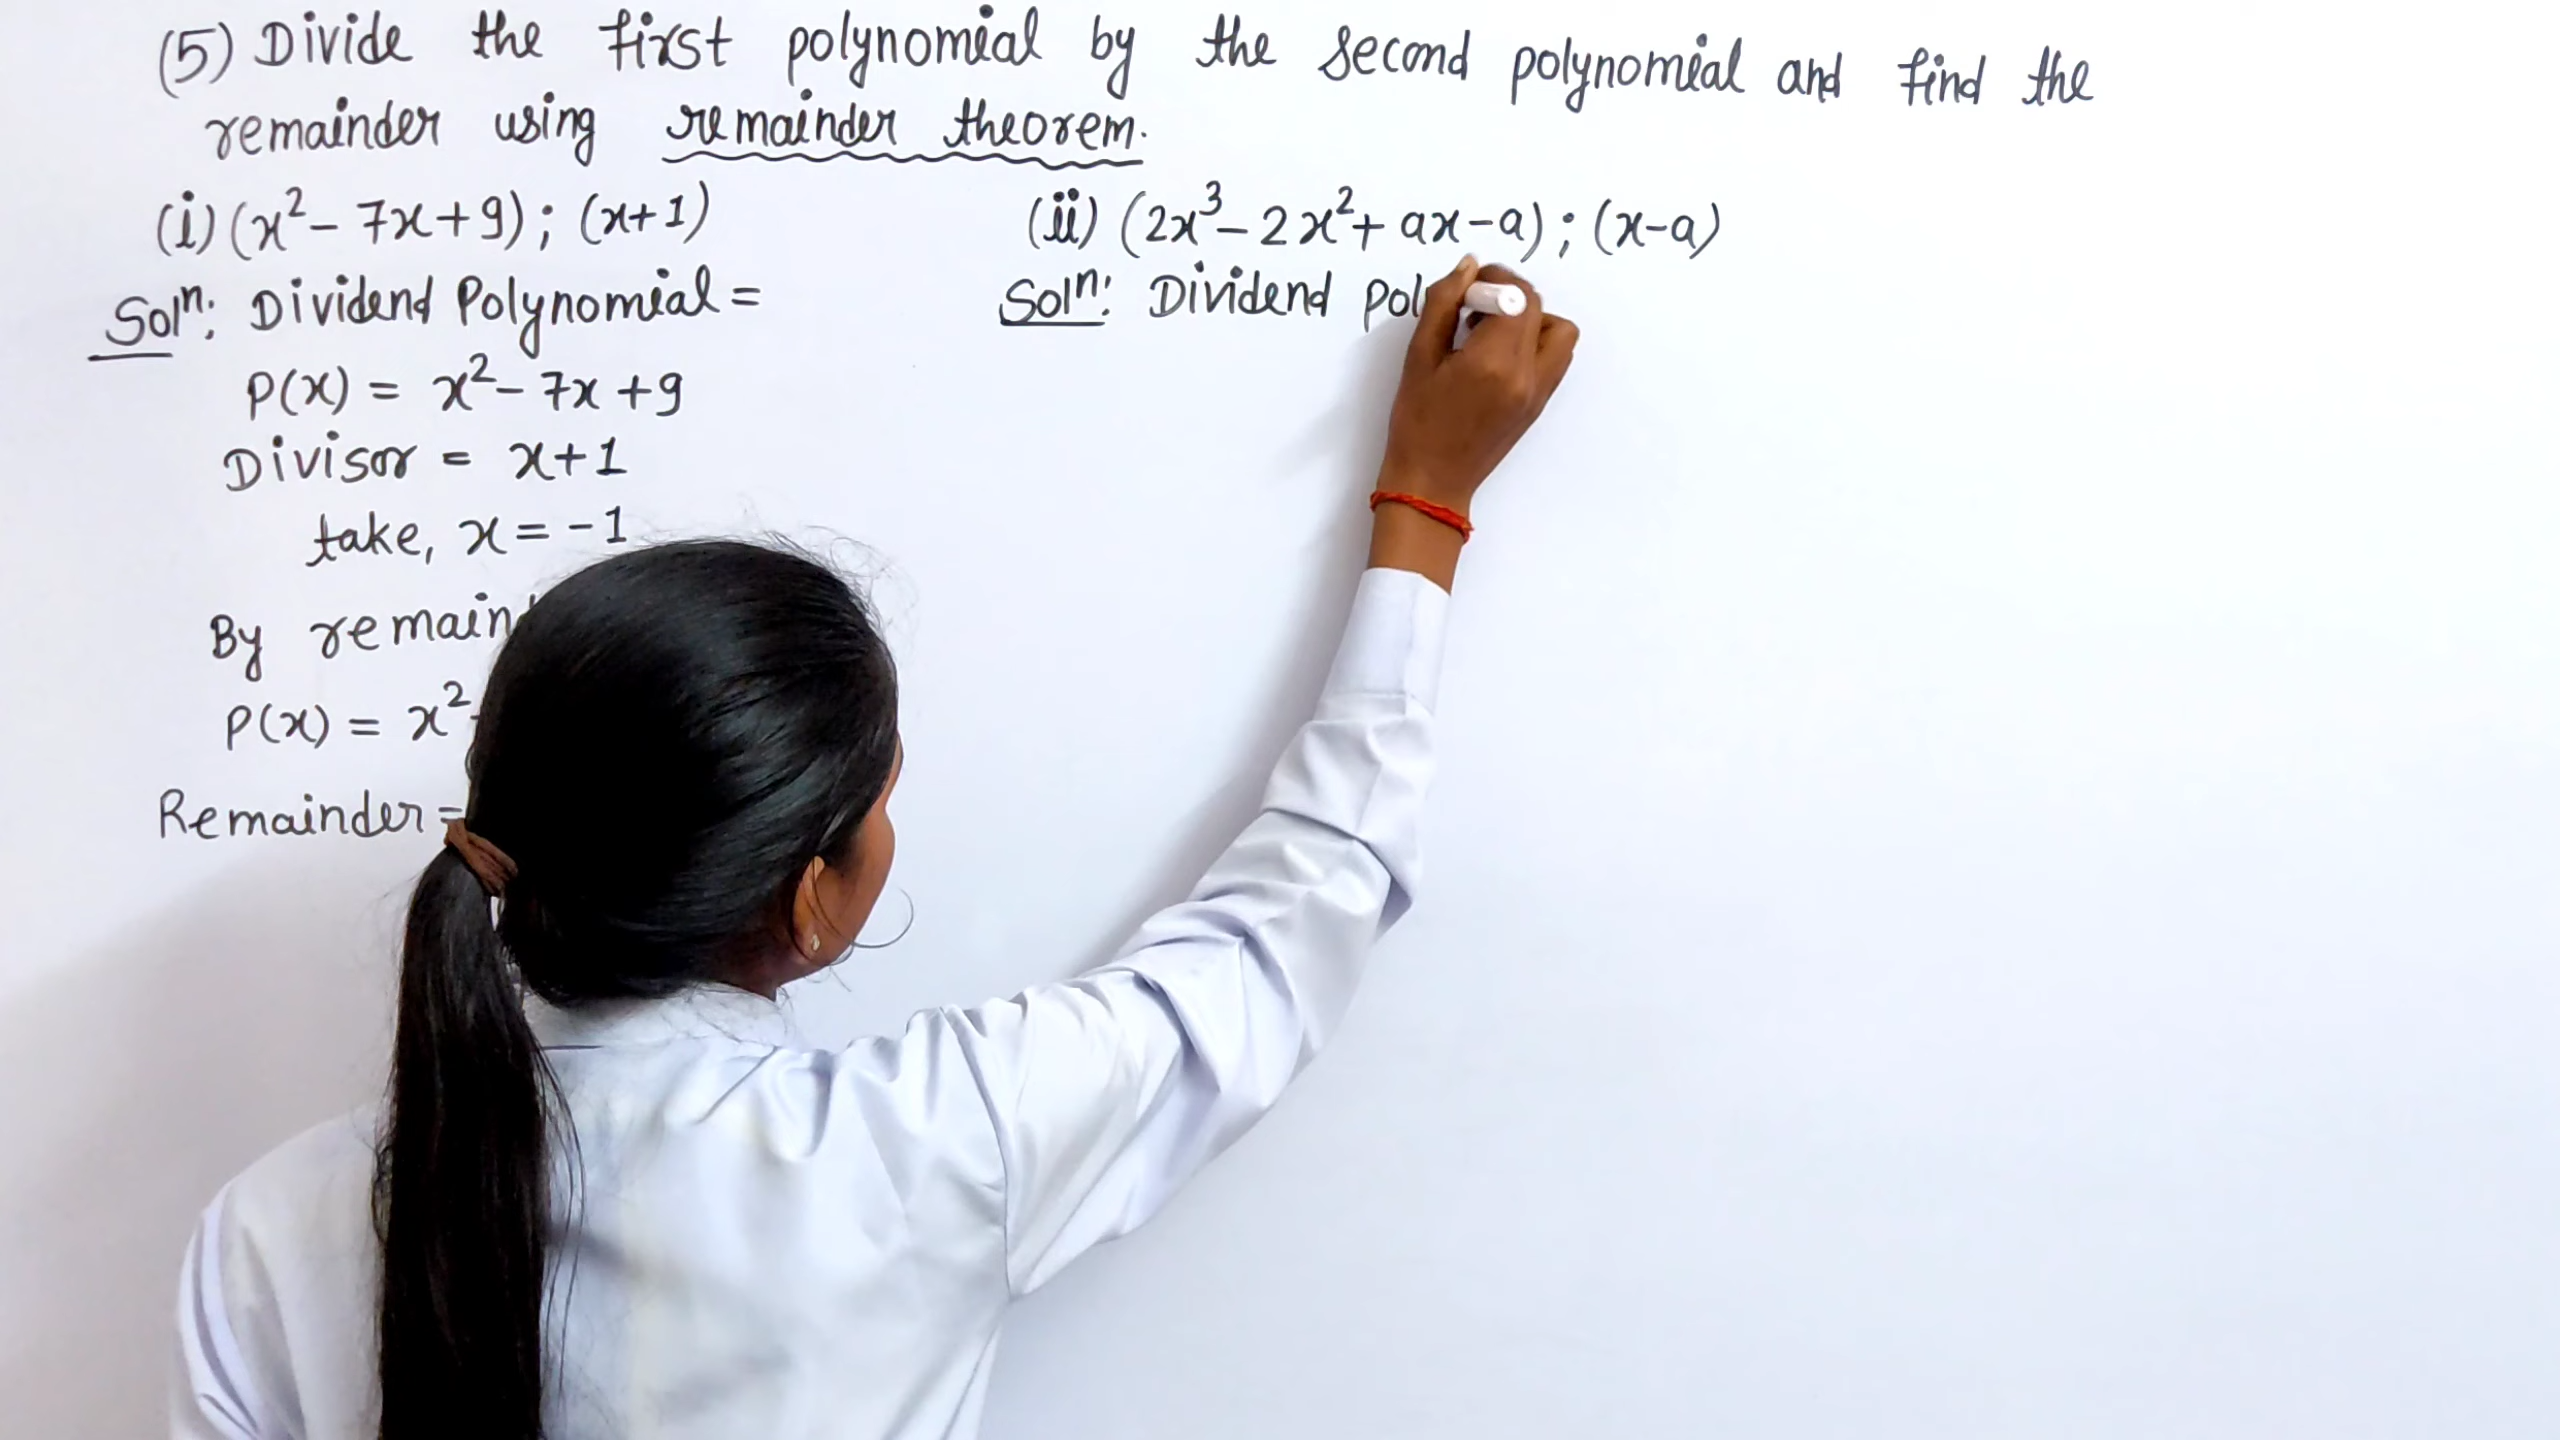 (5) Divide the first polynomial by the second polynomial and find the
remainder using remainder theorem.
(i) (x² - 7x + 9) ; (x+1)
Solⁿ: Dividend Polynomial =
P(x) = x² - 7x + 9
Divisor = x+1
take, x = -1
By
P(x) = x²
Remainder =
(ii) (2x³ - 2x² + ax - a) ; (x-a)
Solⁿ: Dividend